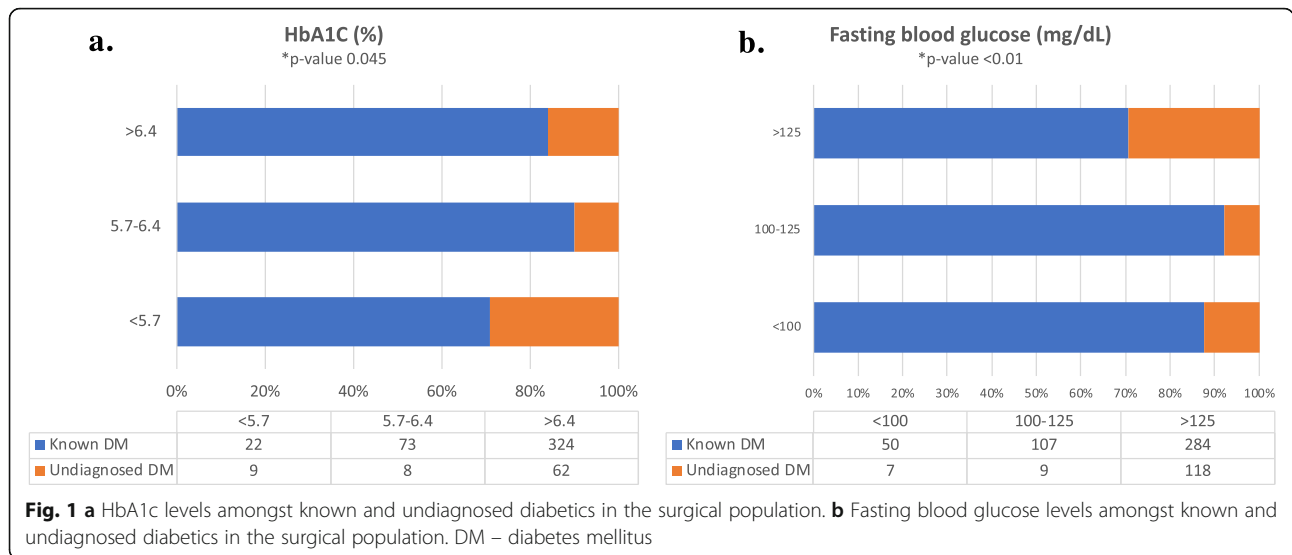 a.
HbA1C (%)
*p-value 0.045
>6.4
5.7-6.4
<5.7
0% 20% 40% 60% 80% 100%
<5.7 5.7-6.4 >6.4
Known DM 22 73 324
Undiagnosed DM 9 8 62
b.
Fasting blood glucose (mg/dL)
*p-value <0.01
>125
100-125
<100
0% 10% 20% 30% 40% 50% 60% 70% 80% 90% 100%
<100 100-125 >125
Known DM 50 107 284
Undiagnosed DM 7 9 118
Fig. 1 a HbA1c levels amongst known and undiagnosed diabetics in the surgical population. b Fasting blood glucose levels amongst known and
undiagnosed diabetics in the surgical population. DM – diabetes mellitus